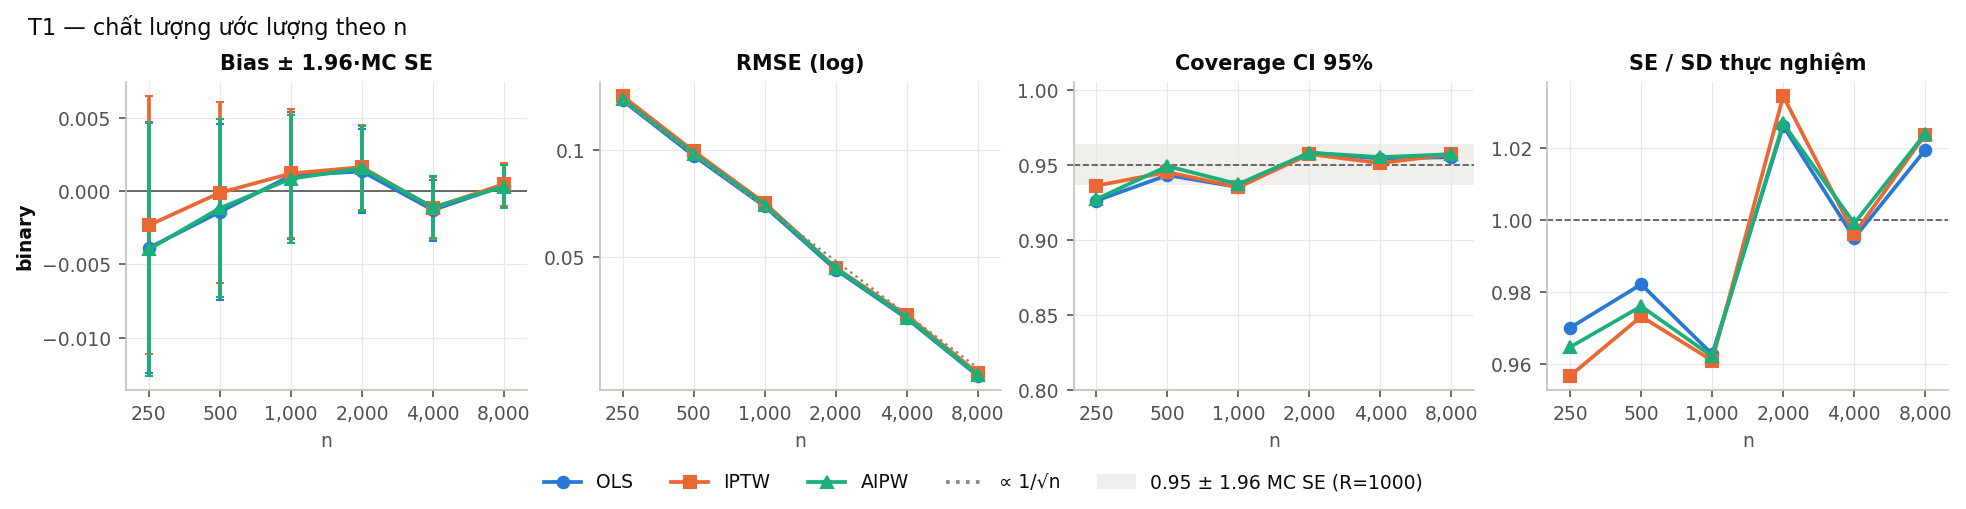 T1 — chất lượng ước lượng theo n
Bias ± 1.96·MC SE
RMSE (log)
Coverage CI 95%
SE / SD thực nghiệm
binary
0.005
0.000
−0.005
−0.010
250 500 1,000 2,000 4,000 8,000
n
0.1
0.05
250 500 1,000 2,000 4,000 8,000
n
1.00
0.95
0.90
0.85
0.80
250 500 1,000 2,000 4,000 8,000
n
1.02
1.00
0.98
0.96
250 500 1,000 2,000 4,000 8,000
n
OLS IPTW AIPW ∝ 1/√n 0.95 ± 1.96 MC SE (R=1000)